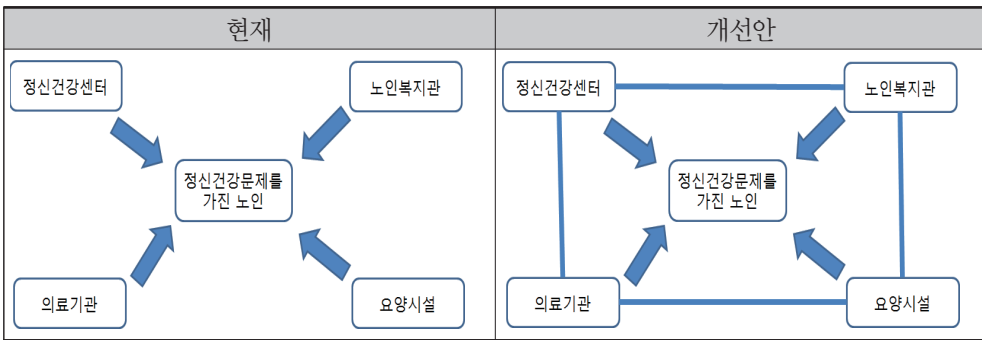 현재
정신건강센터
노인복지관
정신건강문제를
가진 노인
의료기관
요양시설
개선안
정신건강센터
노인복지관
정신건강문제를
가진 노인
의료기관
요양시설